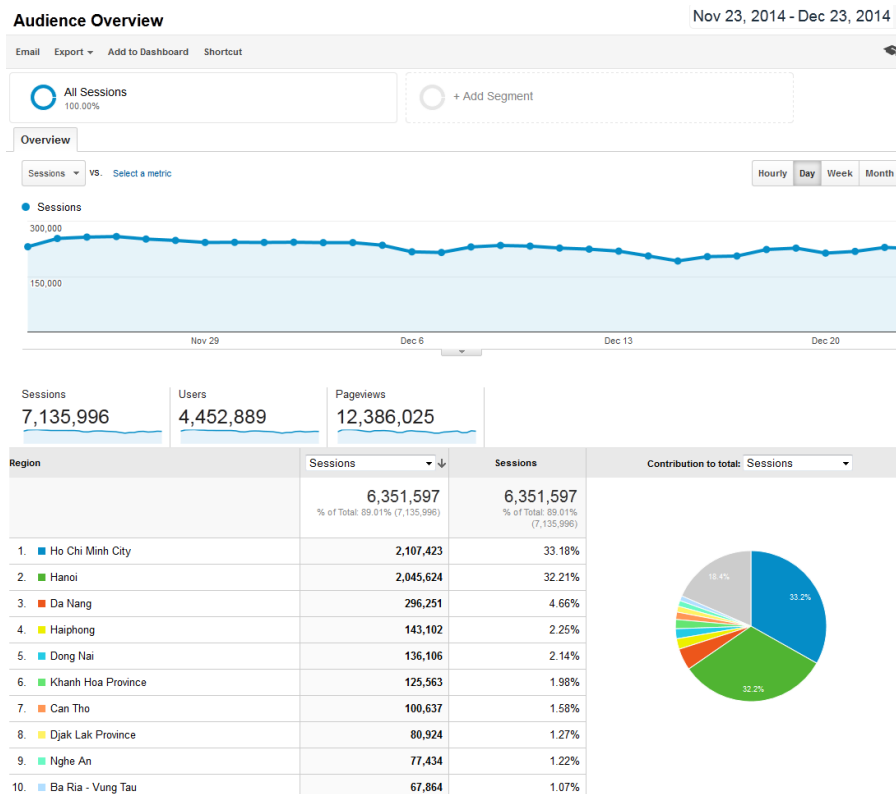 Audience Overview
Nov 23, 2014 - Dec 23, 2014
Email Export Add to Dashboard Shortcut
All Sessions
100.00%
+ Add Segment
Overview
Sessions vs. Select a metric
Hourly Day Week Month
Sessions
300,000
150,000
Nov 29 Dec 6 Dec 13 Dec 20
Sessions Users Pageviews
7,135,996 4,452,889 12,386,025
Region Sessions Sessions Contribution to total: Sessions
6,351,597 6,351,597
% of Total: 89.01% (7,135,996) % of Total: 89.01%
(7,135,996)
1. Ho Chi Minh City 2,107,423 33.18%
2. Hanoi 2,045,624 32.21%
3. Da Nang 296,251 4.66%
4. Haiphong 143,102 2.25%
5. Dong Nai 136,106 2.14%
6. Khanh Hoa Province 125,563 1.98%
7. Can Tho 100,637 1.58%
8. Djak Lak Province 80,924 1.27%
9. Nghe An 77,434 1.22%
10. Ba Ria - Vung Tau 67,864 1.07%
18.4%
33.2%
32.2%